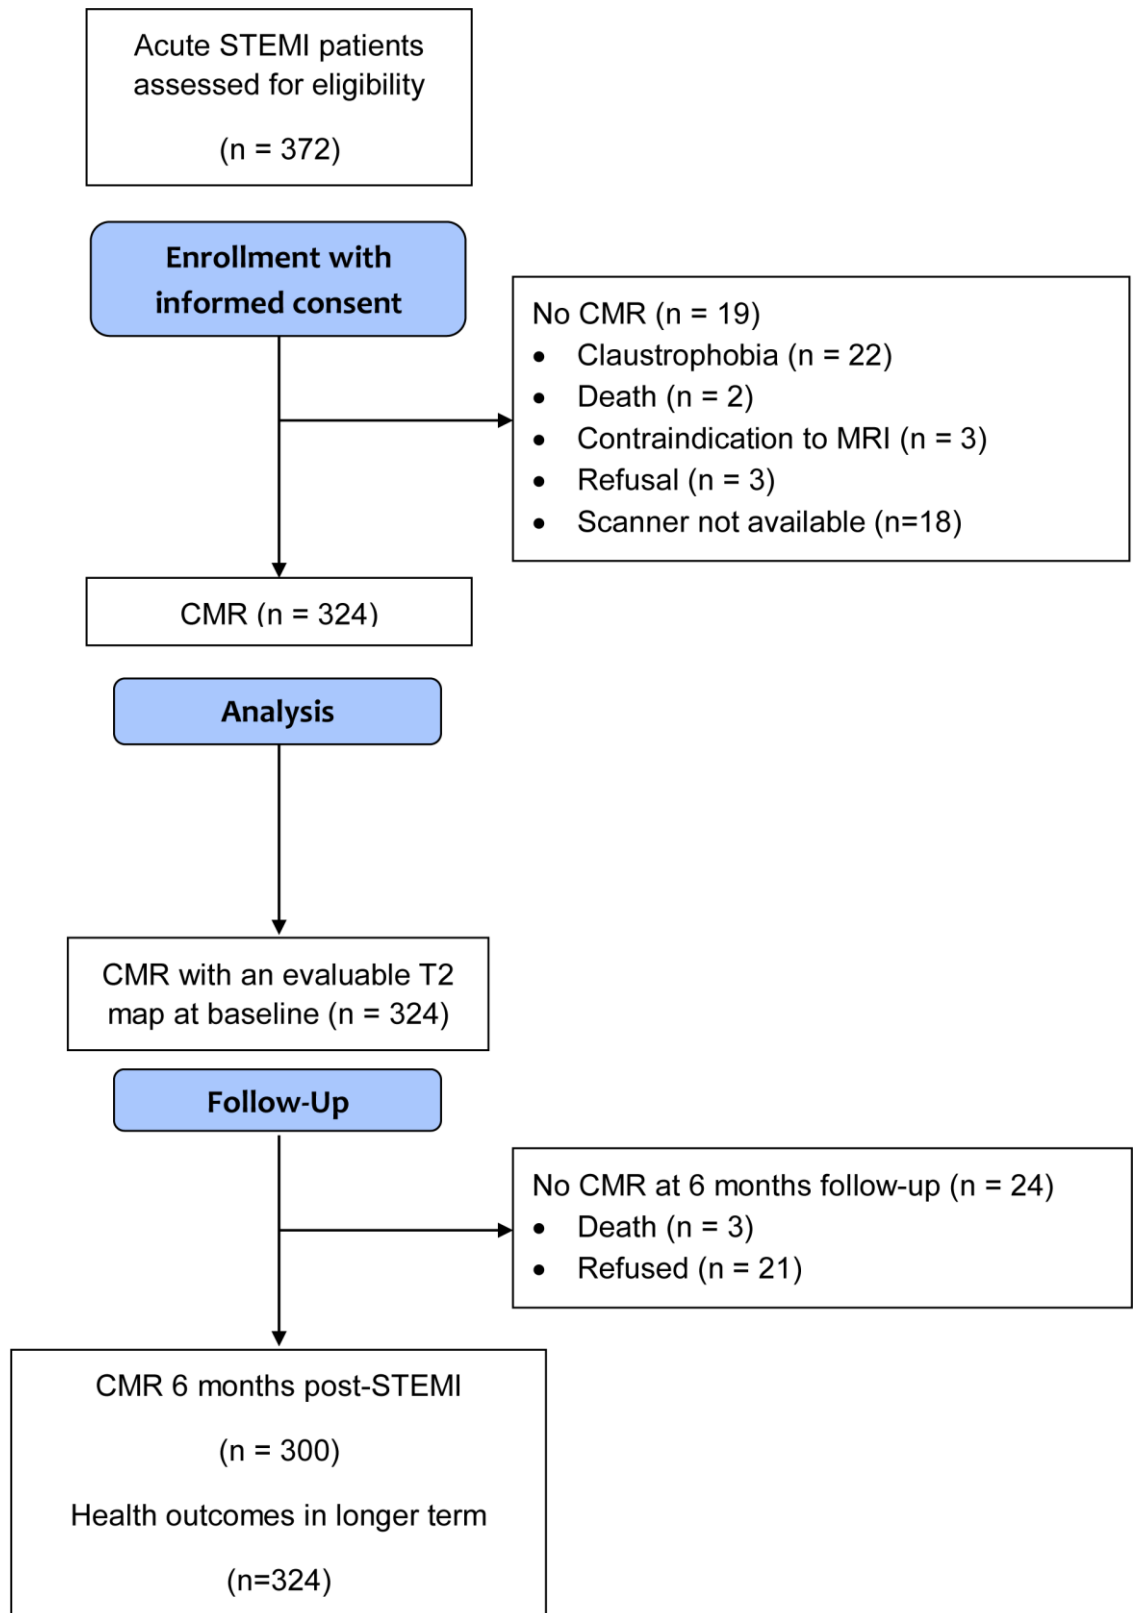 Acute STEMI patients
assessed for eligibility
(n = 372)
Enrollment with
informed consent
No CMR (n = 19)
• Claustrophobia (n = 22)
• Death (n = 2)
• Contraindication to MRI (n = 3)
• Refusal (n = 3)
• Scanner not available (n=18)
CMR (n = 324)
Analysis
CMR with an evaluable T2
map at baseline (n = 324)
Follow-Up
No CMR at 6 months follow-up (n = 24)
• Death (n = 3)
• Refused (n = 21)
CMR 6 months post-STEMI
(n = 300)
Health outcomes in longer term
(n=324)